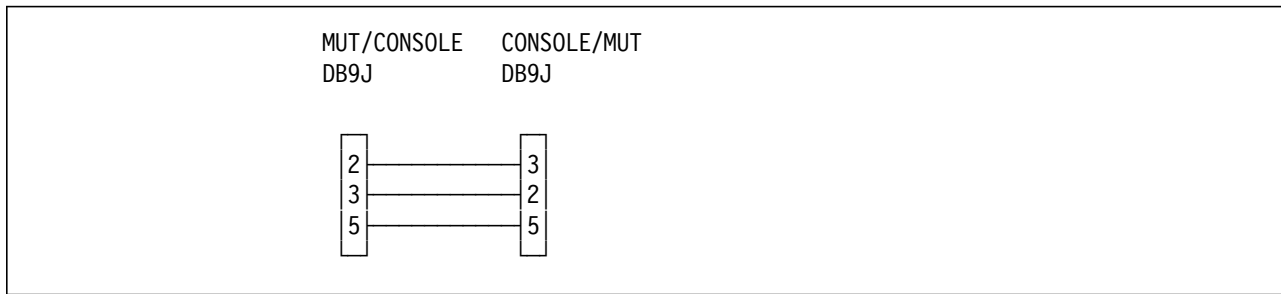 MUT/CONSOLE CONSOLE/MUT
DB9J DB9J
2 3
3 2
5 5